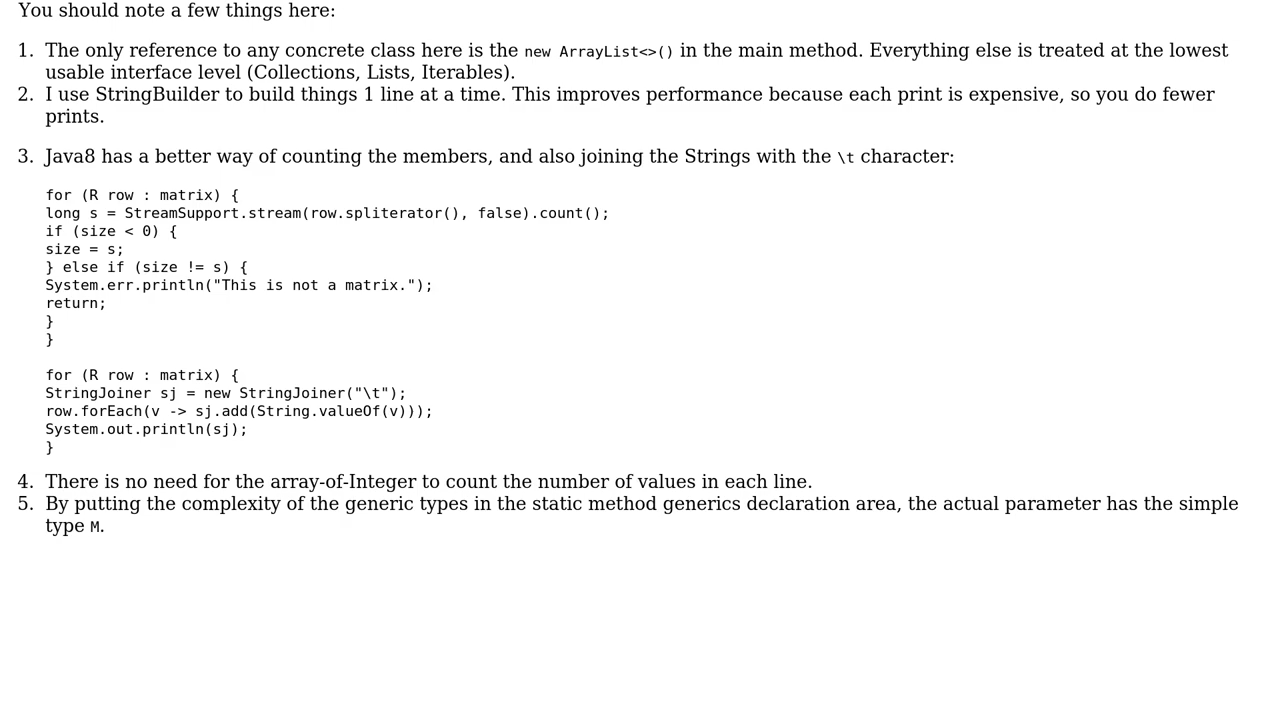 You should note a few things here:
1. The only reference to any concrete class here is the new ArrayList<>() in the main method. Everything else is treated at the lowest
usable interface level (Collections, Lists, Iterables).
2. I use StringBuilder to build things 1 line at a time. This improves performance because each print is expensive, so you do fewer
prints.
3. Java8 has a better way of counting the members, and also joining the Strings with the \t character:
for (R row : matrix) {
long s = StreamSupport.stream(row.spliterator(), false).count();
if (size < 0) {
size = s;
} else if (size != s) {
System.err.println("This is not a matrix.");
return;
}
}
for (R row : matrix) {
StringJoiner sj = new StringJoiner("\t");
row.forEach(v -> sj.add(String.valueOf(v)));
System.out.println(sj);
}
4. There is no need for the array-of-Integer to count the number of values in each line.
5. By putting the complexity of the generic types in the static method generics declaration area, the actual parameter has the simple
type M.